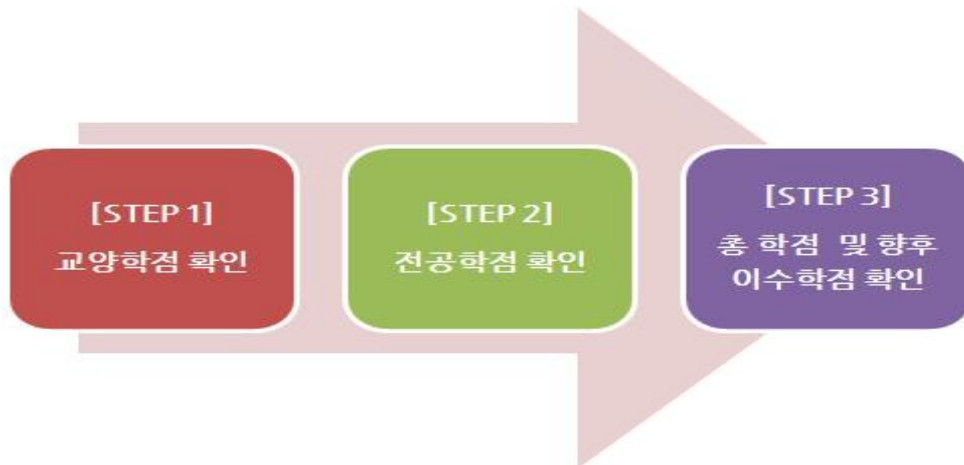 [STEP 1]
교양학점 확인
[STEP 2]
전공학점 확인
[STEP 3]
총 학점 및 향후
이수학점 확인